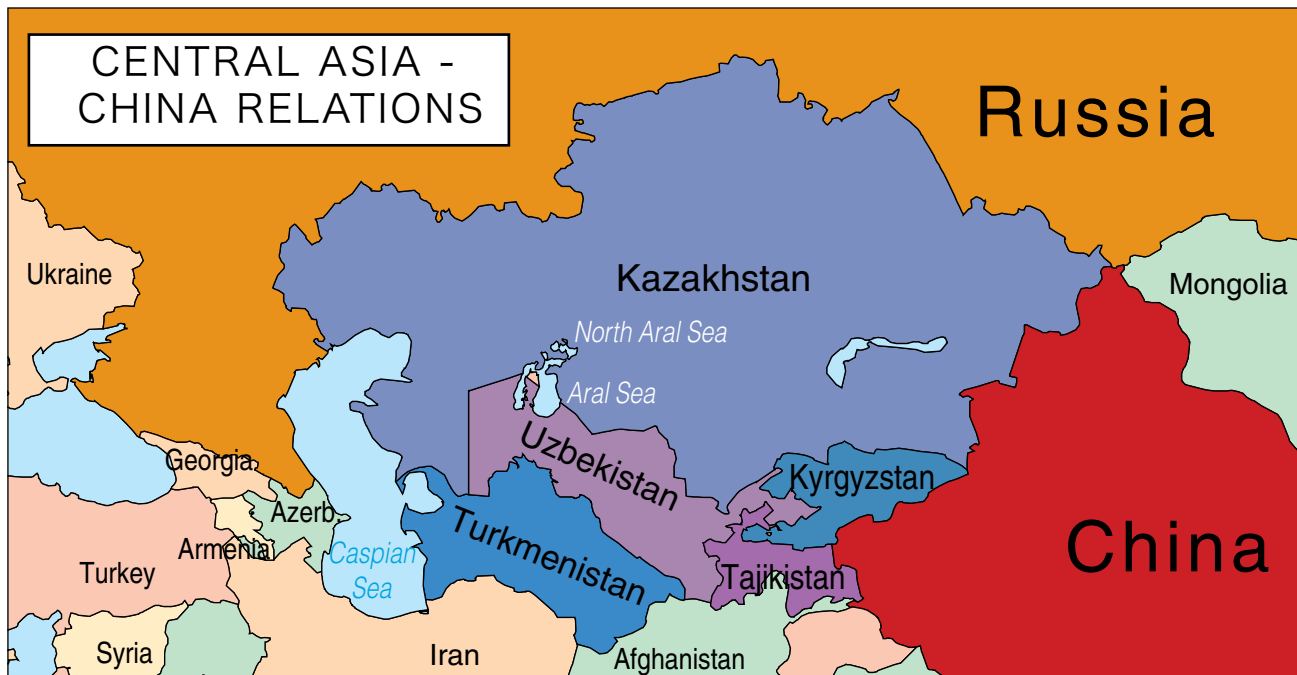 CENTRAL ASIA -
CHINA RELATIONS
Russia
Ukraine
Kazakhstan
Mongolia
North Aral Sea
Aral Sea
Uzbekistan
Georgia
Kyrgyzstan
Azerb.
Turkmenistan
Armenia
China
Caspian
Sea
Turkey
Tajikistan
Syria
Iran
Afghanistan